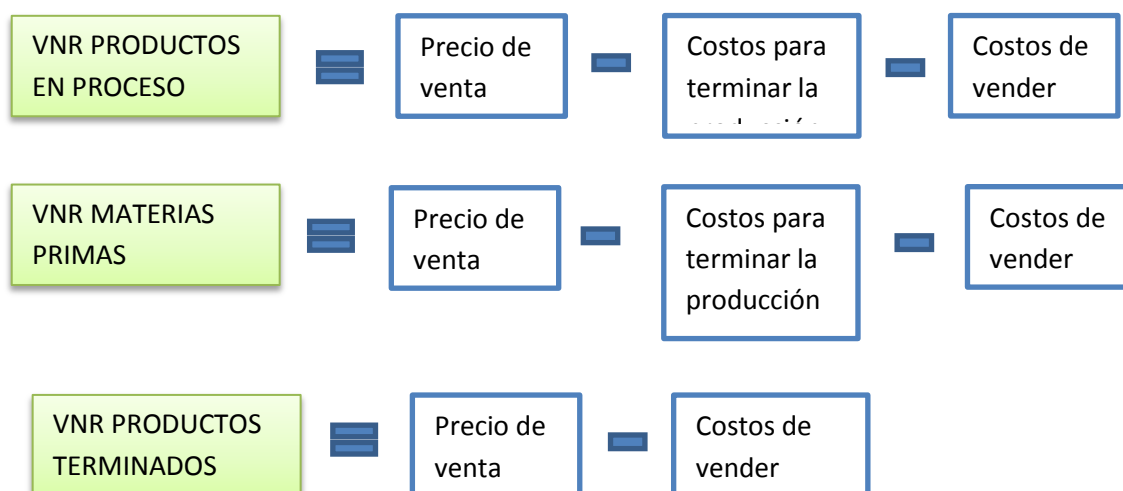 VNR PRODUCTOS
EN PROCESO
Precio de
venta
Costos para
terminar la
producción
Costos de
vender
VNR MATERIAS
PRIMAS
Precio de
venta
Costos para
terminar la
producción
Costos de
vender
VNR PRODUCTOS
TERMINADOS
Precio de
venta
Costos de
vender